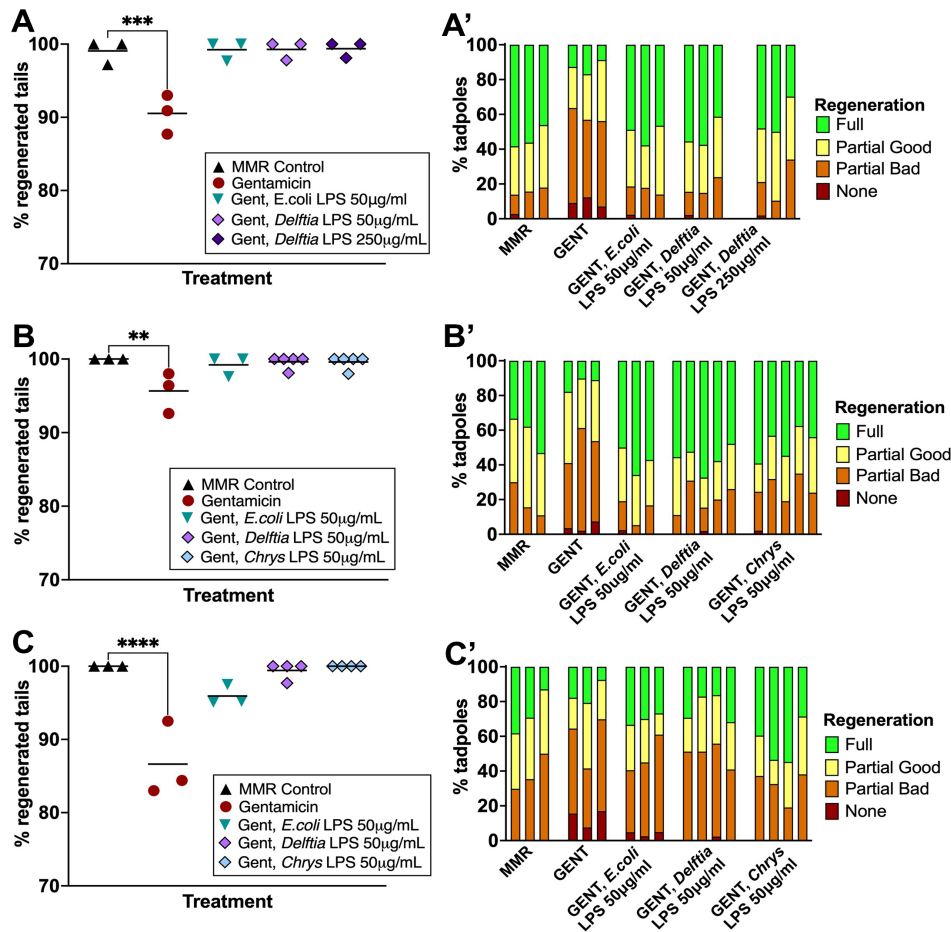 A
% regenerated tails
100
90
80
70
***
MMR Control
Gentamicin
Gent, E.coli LPS 50µg/ml
Gent, Delftia LPS 50µg/mL
Gent, Delftia LPS 250µg/mL
Treatment
A’
% tadpoles
100
80
60
40
20
0
MMR
GENT
GENT, E.coli
LPS 50µg/ml
GENT, Delftia
LPS 50µg/ml
GENT, Delftia
LPS 250µg/ml
Regeneration
Full
Partial Good
Partial Bad
None
B
% regenerated tails
100
90
80
70
**
MMR Control
Gentamicin
Gent, E.coli LPS 50µg/mL
Gent, Delftia LPS 50µg/mL
Gent, Chrys LPS 50µg/mL
Treatment
B’
% tadpoles
100
80
60
40
20
0
MMR
GENT
GENT, E.coli
LPS 50µg/ml
GENT, Delftia
LPS 50µg/ml
GENT, Chrys
LPS 50µg/ml
Regeneration
Full
Partial Good
Partial Bad
None
C
% regenerated tails
100
90
80
70
****
MMR Control
Gentamicin
Gent, E.coli LPS 50µg/mL
Gent, Delftia LPS 50µg/mL
Gent, Chrys LPS 50µg/mL
Treatment
C’
% tadpoles
100
80
60
40
20
0
MMR
GENT
GENT, E.coli
LPS 50µg/ml
GENT, Delftia
LPS 50µg/ml
GENT, Chrys
LPS 50µg/ml
Regeneration
Full
Partial Good
Partial Bad
None